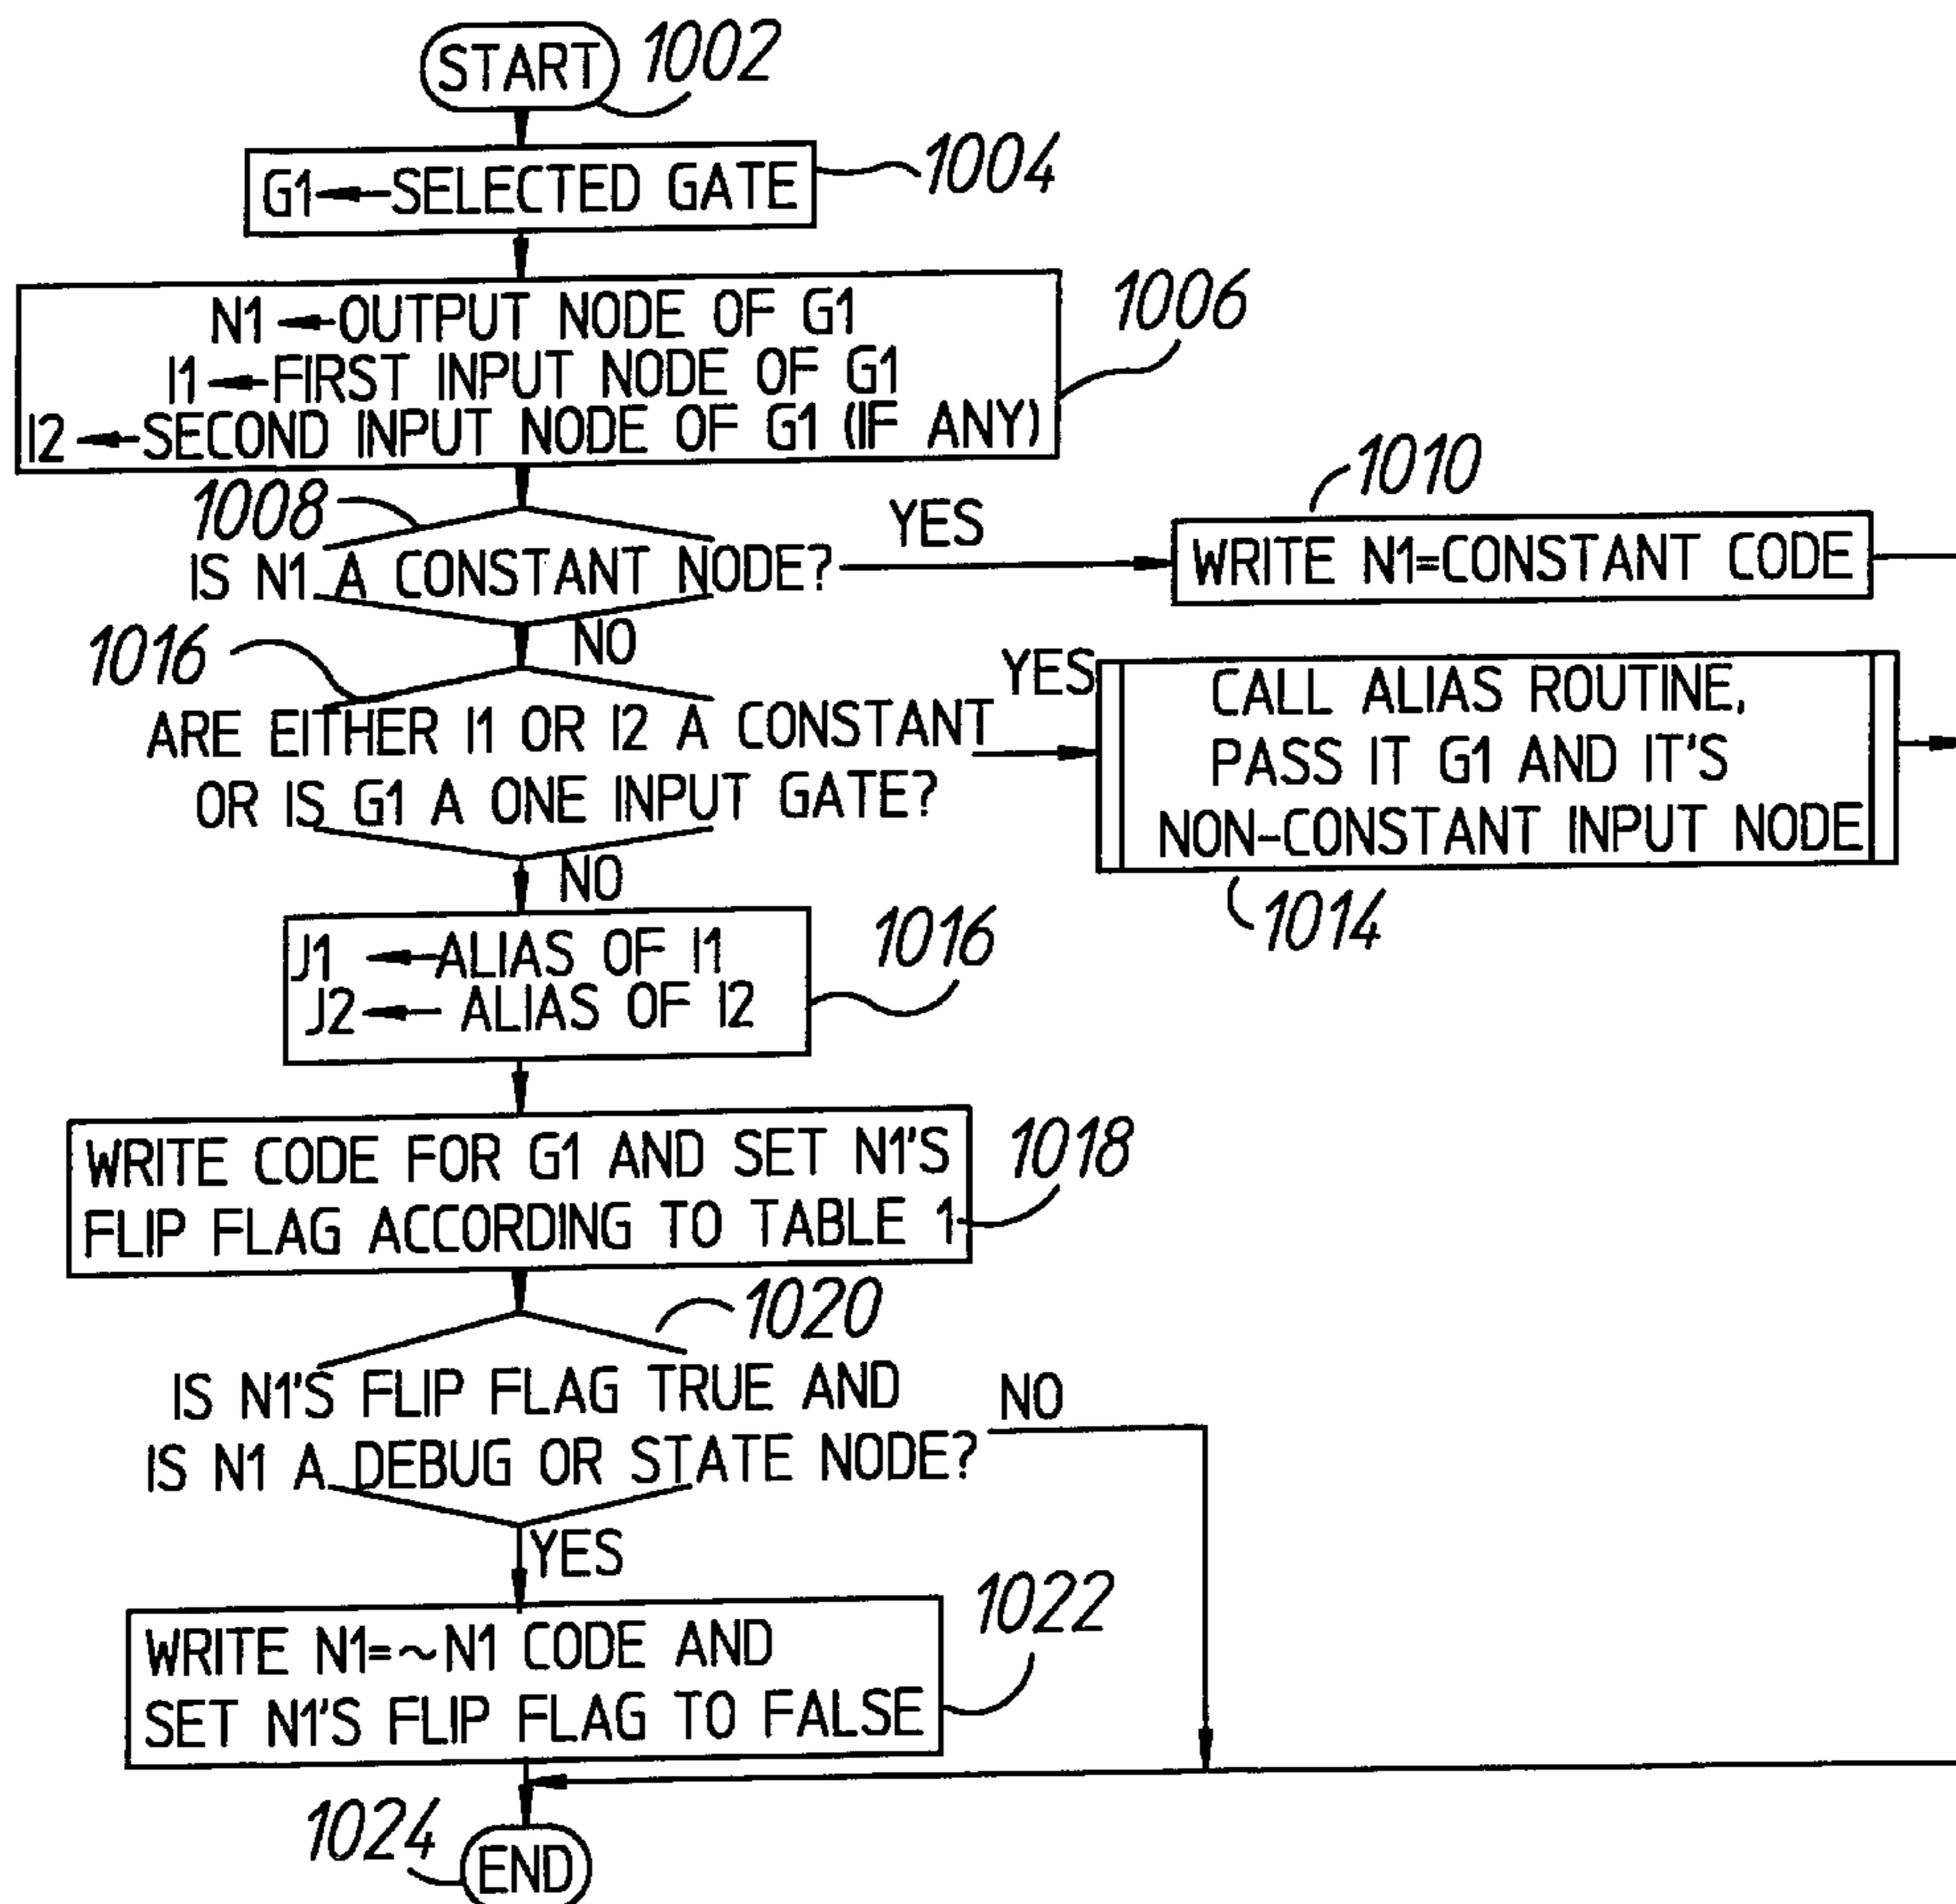 START 1002
G1←SELECTED GATE 1004
N1←OUTPUT NODE OF G1
I1←FIRST INPUT NODE OF G1
I2←SECOND INPUT NODE OF G1 (IF ANY)
1006
1008
IS N1 A CONSTANT NODE?
YES
1010
WRITE N1=CONSTANT CODE
NO
1016
ARE EITHER I1 OR I2 A CONSTANT
OR IS G1 A ONE INPUT GATE?
YES
CALL ALIAS ROUTINE,
PASS IT G1 AND IT'S
NON-CONSTANT INPUT NODE
1014
NO
J1 ←ALIAS OF I1
J2← ALIAS OF I2
1016
WRITE CODE FOR G1 AND SET N1'S
FLIP FLAG ACCORDING TO TABLE 1
1018
1020
IS N1'S FLIP FLAG TRUE AND
IS N1 A DEBUG OR STATE NODE?
NO
YES
WRITE N1=~N1 CODE AND
SET N1'S FLIP FLAG TO FALSE
1022
1024
END